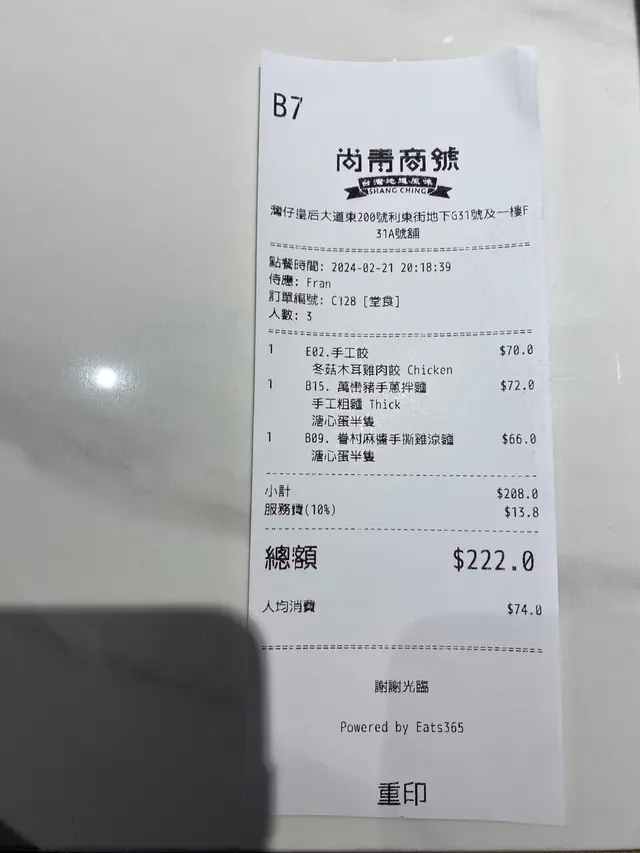 B7
尚青商號
台灣地道風味
SHANG CHING
灣仔皇后大道東200號利東街地下G31號及一樓F
31A號舖
點餐時間: 2024-02-21 20:18:39
侍應: Fran
訂單編號: C128 [堂食]
人數: 3
1 E02.手工餃 $70.0
冬菇木耳雞肉餃 Chicken
1 B15. 萬巒豬手蔥拌麵 $72.0
手工粗麵 Thick
溏心蛋半隻
1 B09. 眷村麻醬手撕雞涼麵 $66.0
溏心蛋半隻
小計 $208.0
服務費(10%) $13.8
總額 $222.0
人均消費 $74.0
謝謝光臨
Powered by Eats365
重印